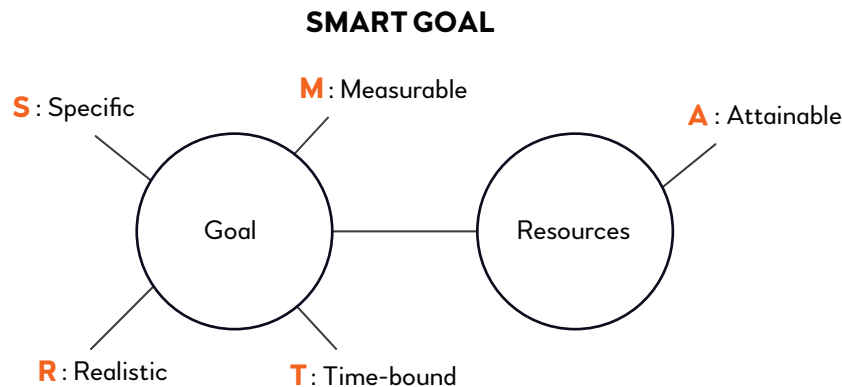 SMART GOAL
M : Measurable
S : Specific
A : Attainable
Goal
Resources
R : Realistic
T : Time-bound